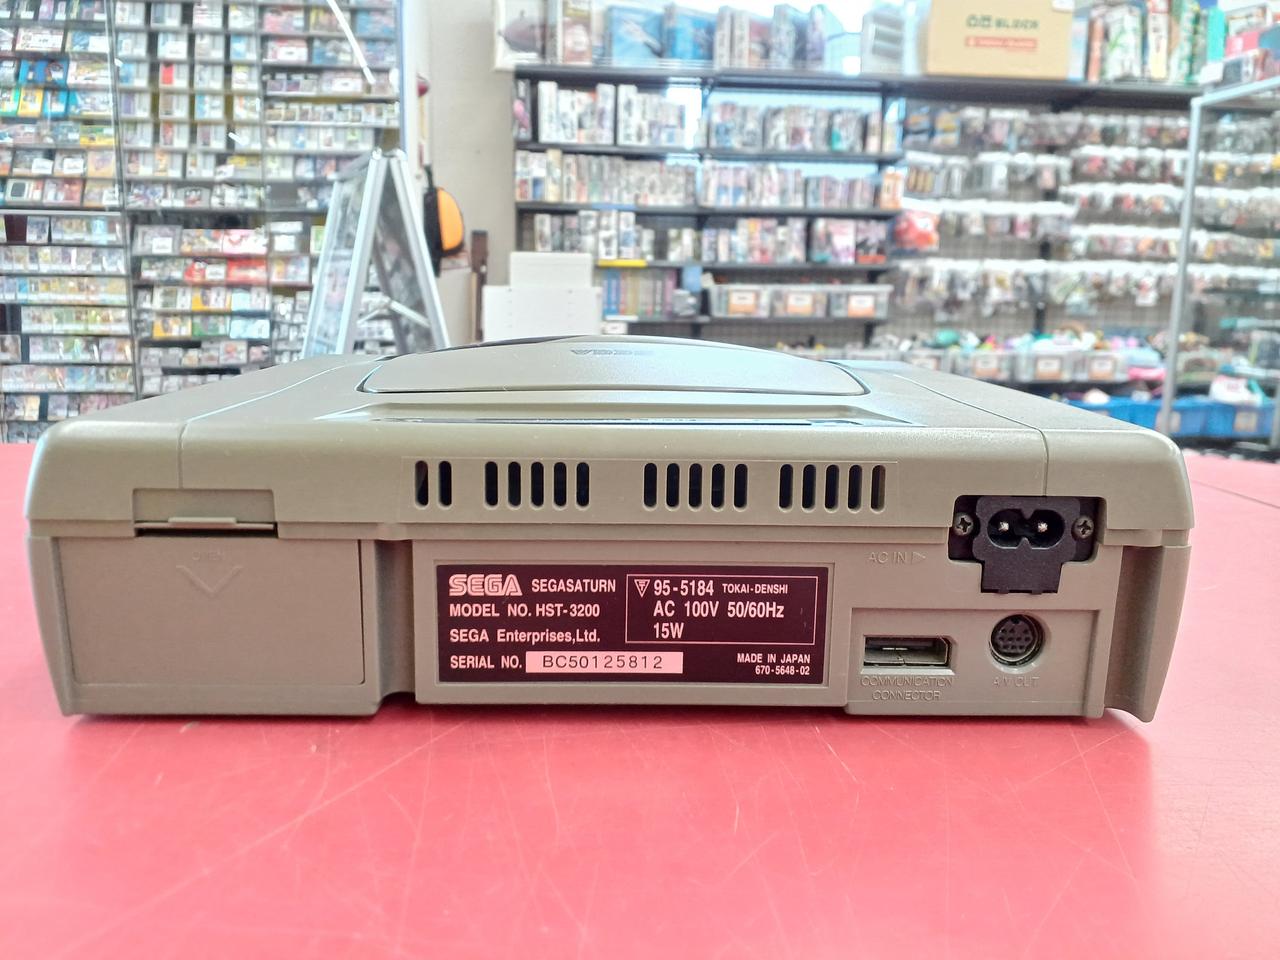 SEGA
OPEN
AC IN ▷
SEGA SEGASATURN
MODEL NO. HST-3200
SEGA Enterprises,Ltd.
SERIAL NO. BC50125812
95-5184 TOKAI-DENSHI
AC 100V 50/60Hz
15W
MADE IN JAPAN
670-5648-02
COMMUNICATION
CONNECTOR
A/V OUT